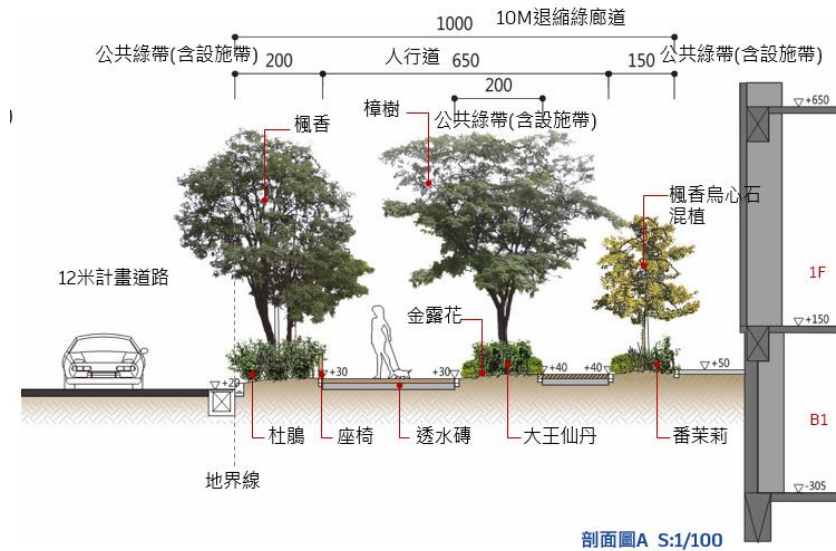 1000
10M退縮綠廊道
公共綠帶(含設施帶)
200
人行道
650
150
公共綠帶(含設施帶)
200
公共綠帶(含設施帶)
+650
楓香
樟樹
楓香烏心石
混植
12米計畫道路
1F
金露花
+150
+20
+30
+30
+40
+40
+50
杜鵑
座椅
透水磚
大王仙丹
番茉莉
B1
地界線
-305
剖面圖A S:1/100